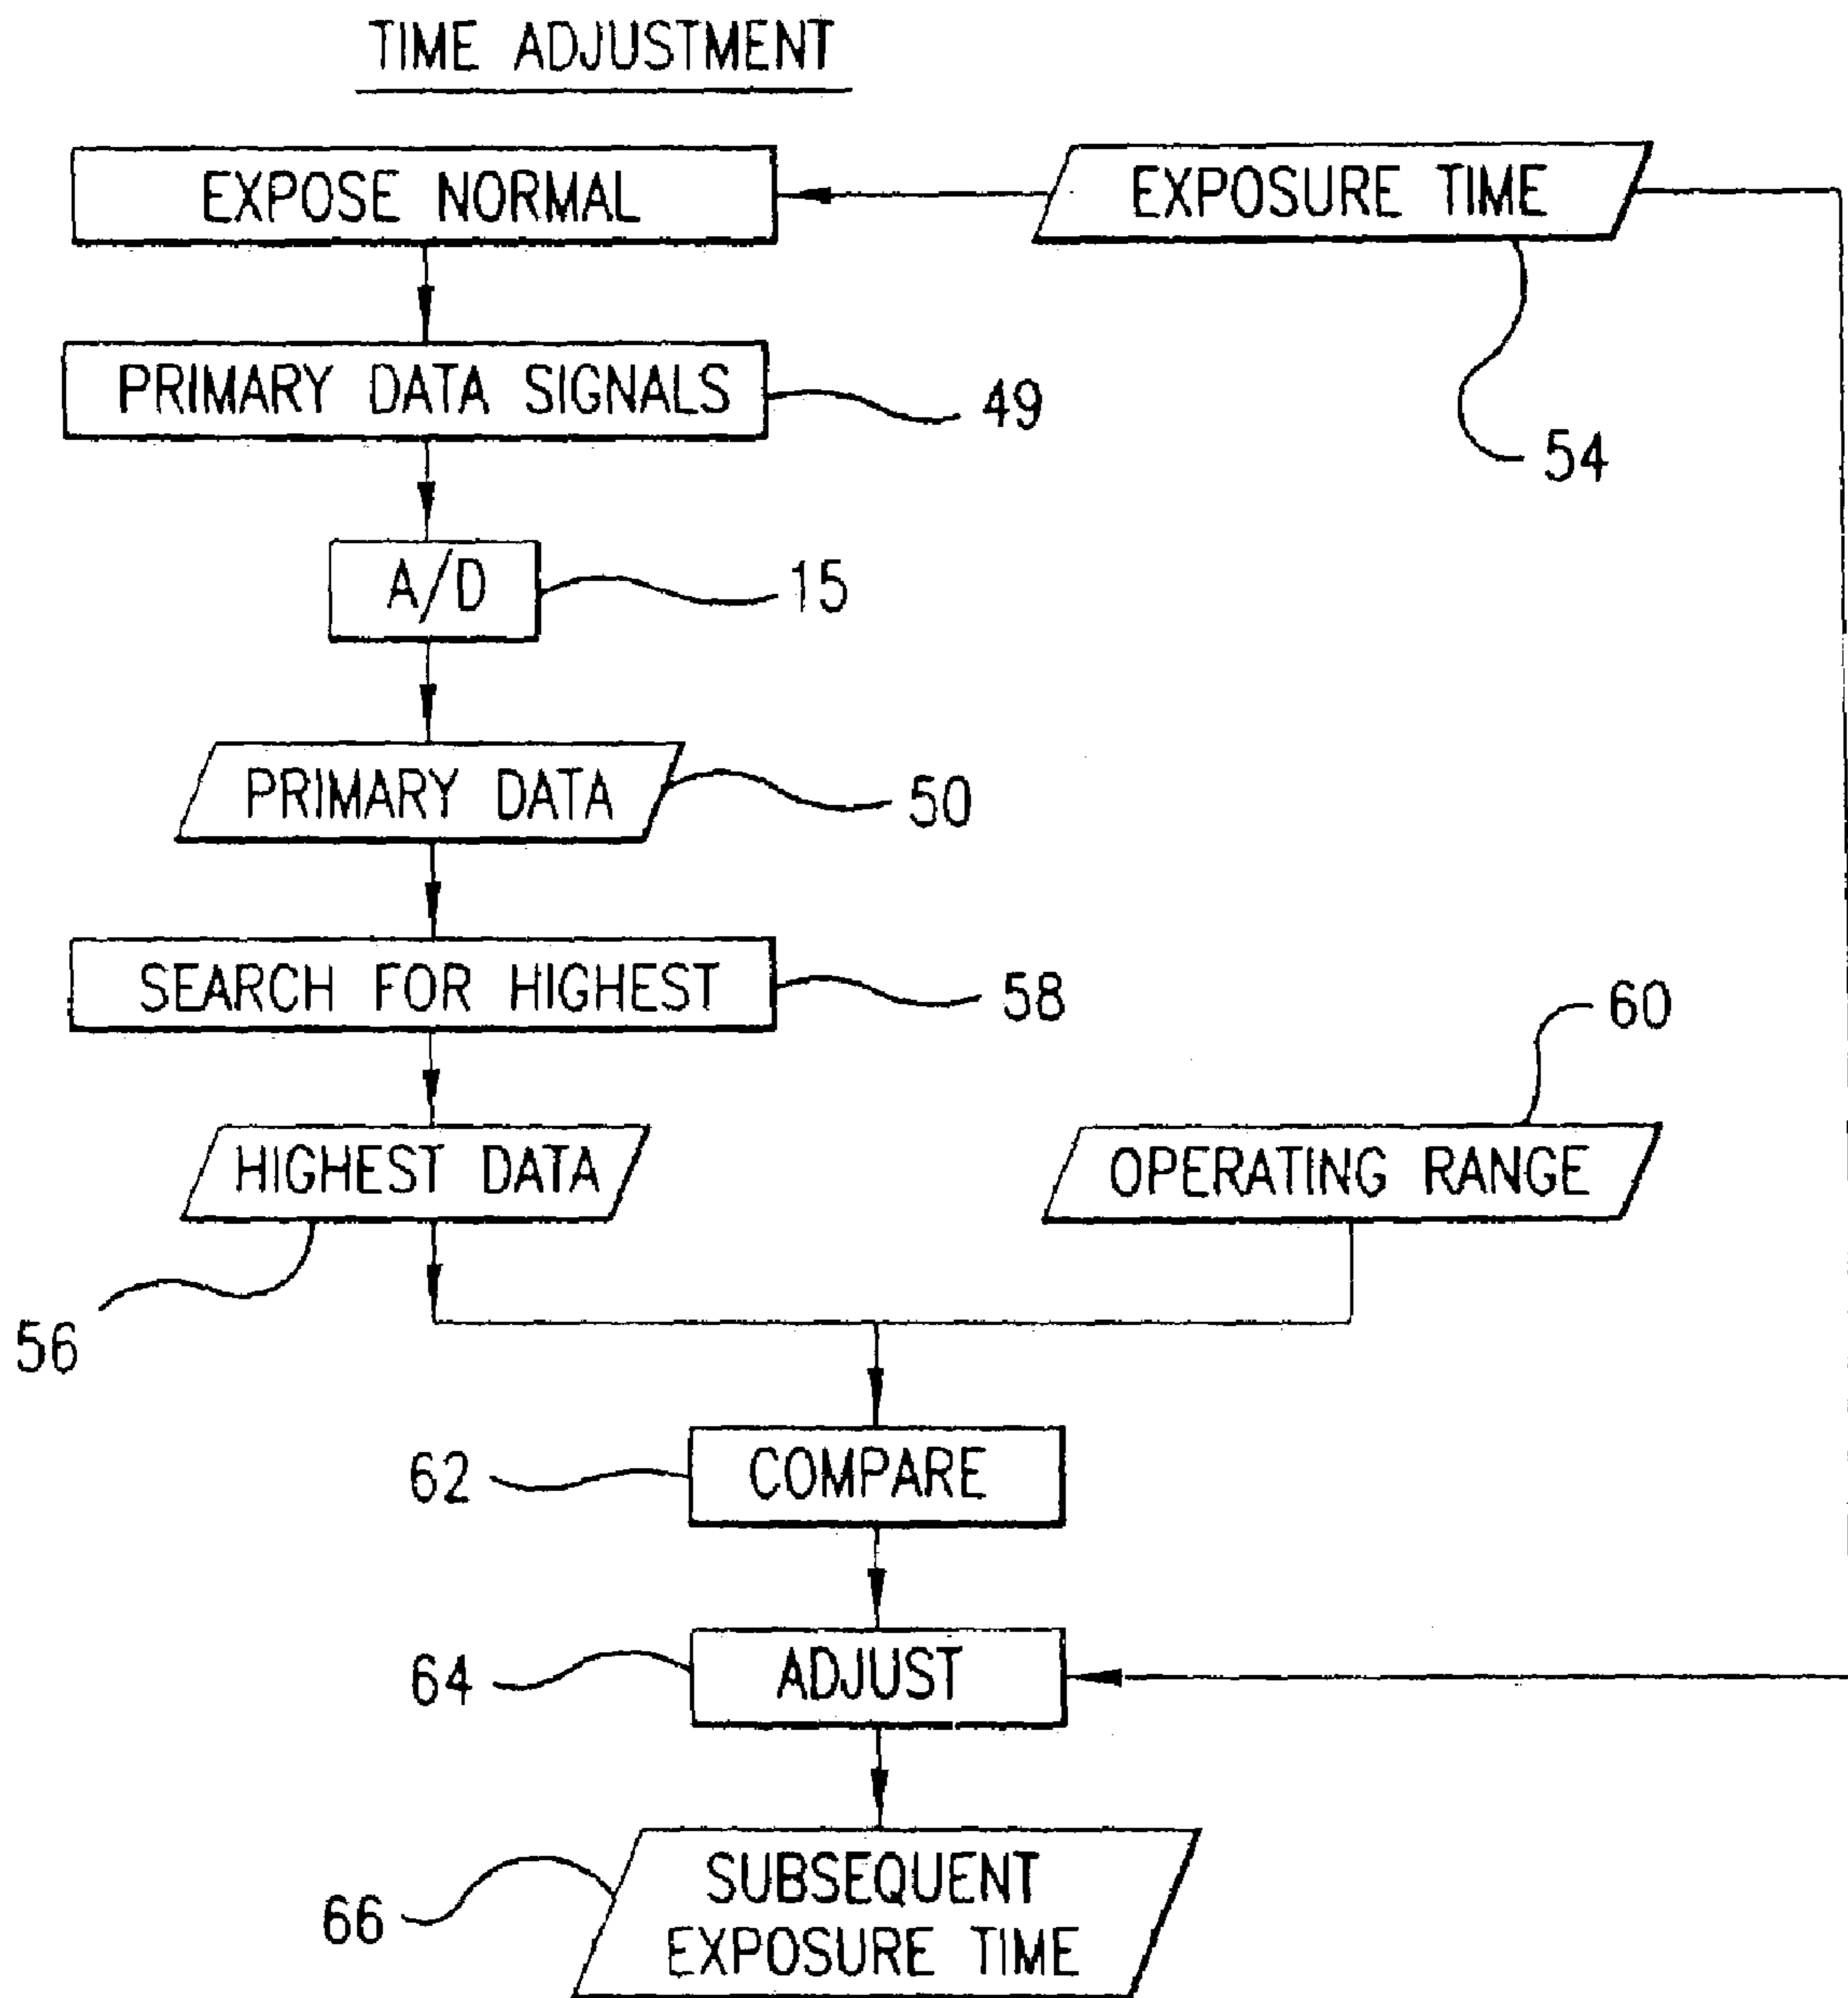 TIME ADJUSTMENT
EXPOSE NORMAL
EXPOSURE TIME
PRIMARY DATA SIGNALS
49
54
A/D
15
PRIMARY DATA
50
SEARCH FOR HIGHEST
58
60
HIGHEST DATA
OPERATING RANGE
56
62
COMPARE
64
ADJUST
66
SUBSEQUENT
EXPOSURE TIME